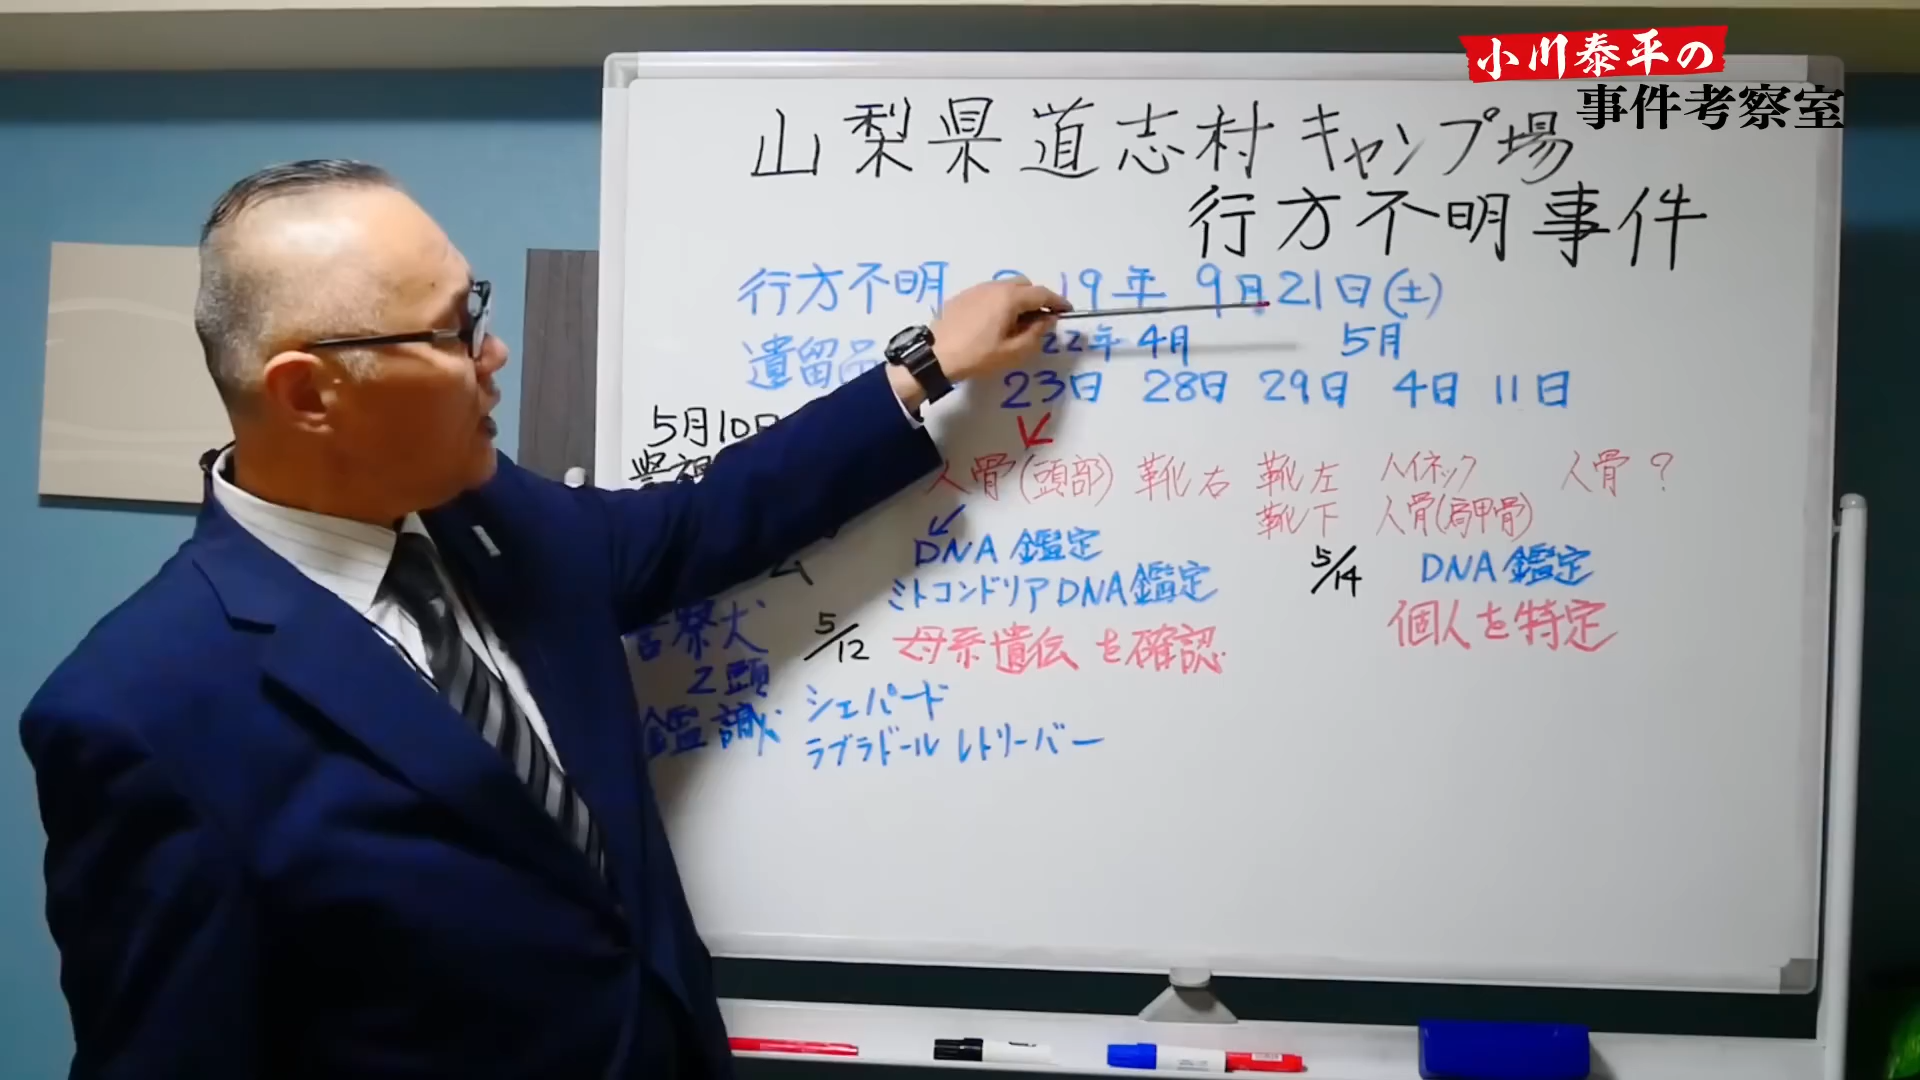 小川泰平の
事件考察室
山梨県道志村キャンプ場
行方不明事件
行方不明 19年 9月21日(土)
遺留品 22年 4月 5月
23日 28日 29日 4日 11日
5月10日
人骨(頭部) 靴右 靴左 ハイネック 人骨?
靴下 人骨(肩甲骨)
DNA鑑定
ミトコンドリアDNA鑑定
5/14 DNA鑑定
個人を特定
5/12 母系遺伝を確認
警察犬
2頭
シェパード
鑑識
ラブラドールレトリーバー